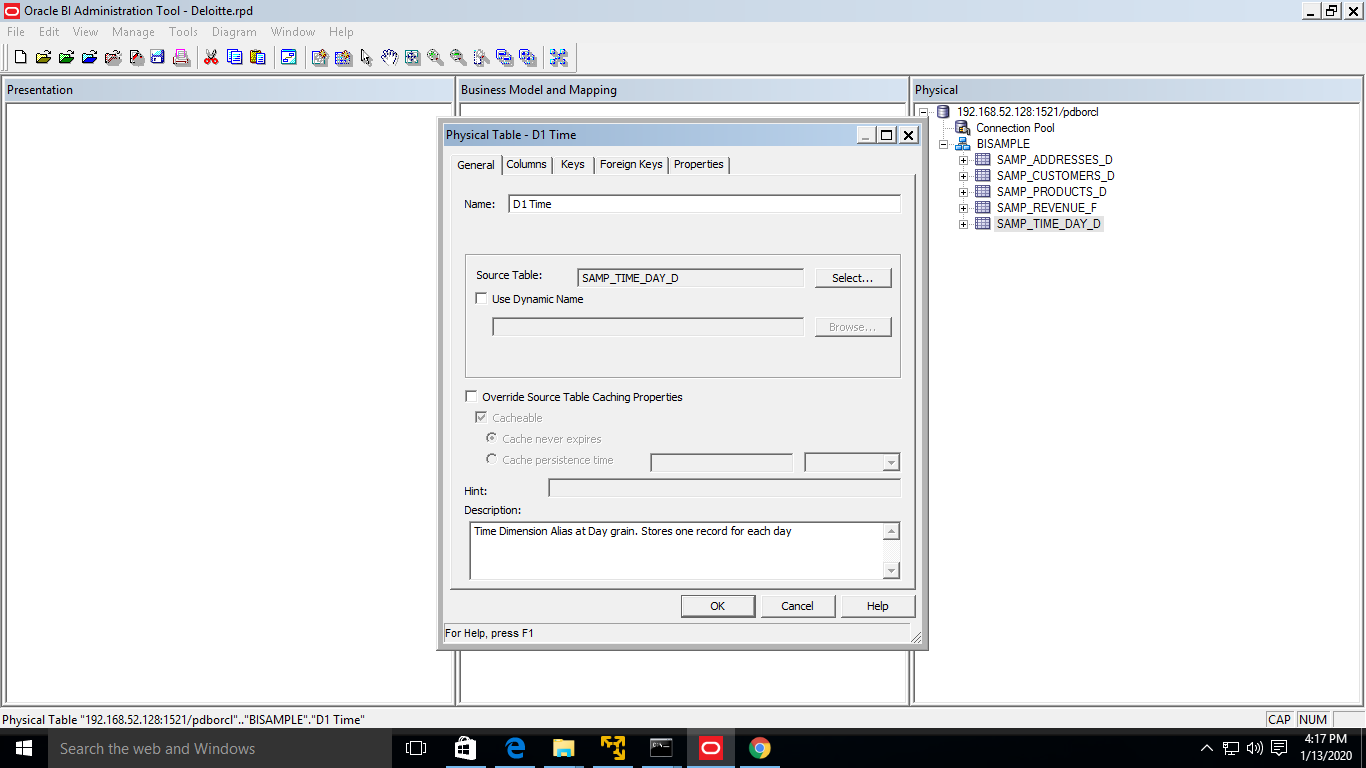 Oracle BI Administration Tool - Deloitte.rpd
File Edit View Manage Tools Diagram Window Help
Presentation
Business Model and Mapping
Physical
192.168.52.128:1521/pdborcl
Connection Pool
BISAMPLE
SAMP_ADDRESSES_D
SAMP_CUSTOMERS_D
SAMP_PRODUCTS_D
SAMP_REVENUE_F
SAMP_TIME_DAY_D
Physical Table - D1 Time
General Columns Keys Foreign Keys Properties
Name: D1 Time
Source Table: SAMP_TIME_DAY_D Select...
Use Dynamic Name
Browse...
Override Source Table Caching Properties
Cacheable
Cache never expires
Cache persistence time
Hint:
Description:
Time Dimension Alias at Day grain. Stores one record for each day
OK Cancel Help
For Help, press F1
Physical Table "192.168.52.128:1521/pdborcl".."BISAMPLE"."D1 Time"
CAP NUM
Search the web and Windows
4:17 PM
1/13/2020